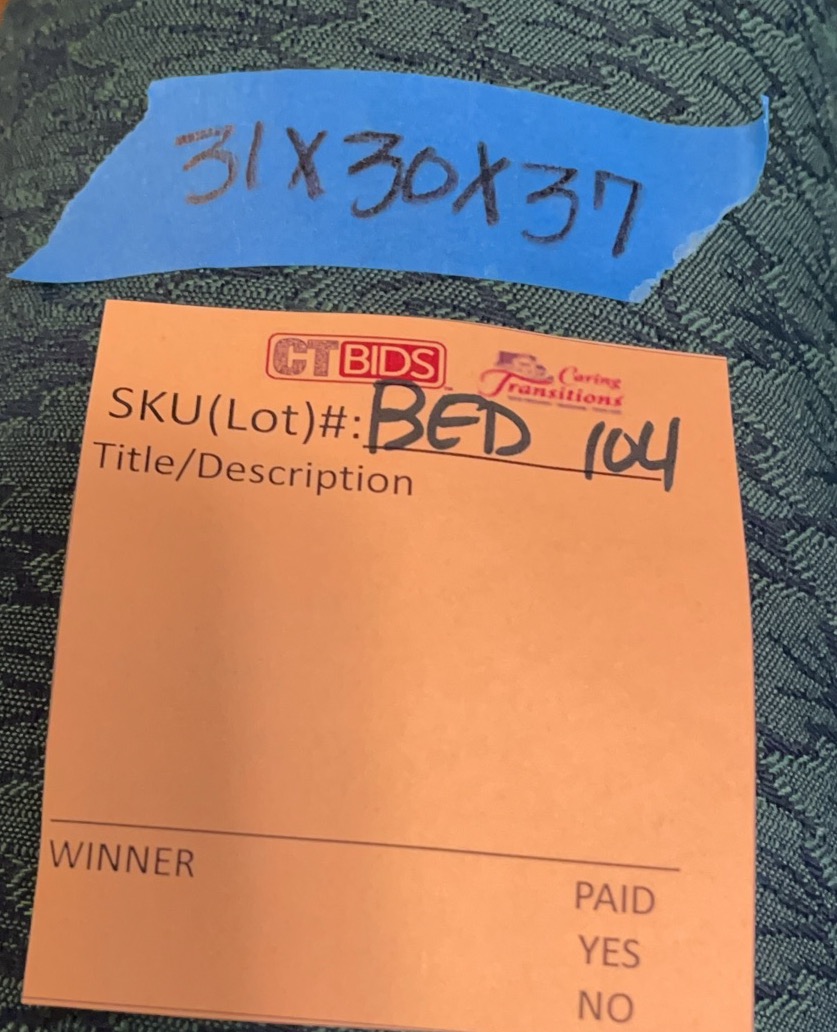 31X30X37
CTBIDS
Caring
Transitions
SKU(Lot)#: BED 104
Title/Description
WINNER
PAID
YES
NO